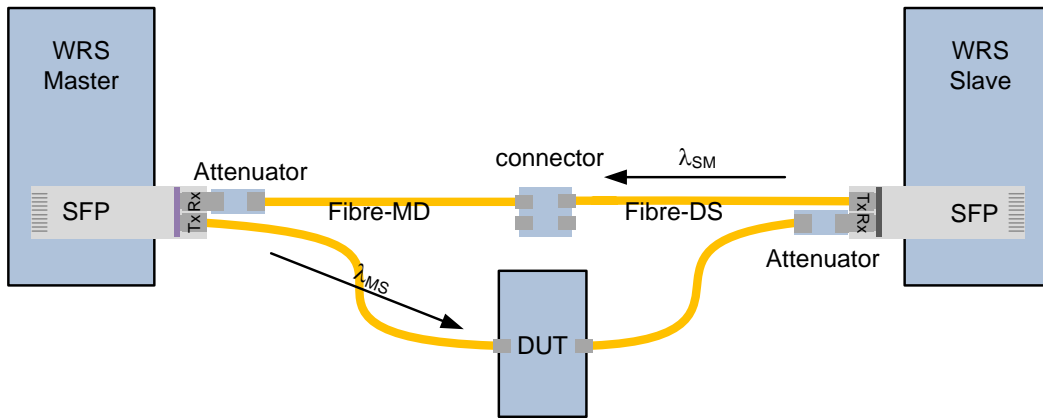 WRS
Master
WRS
Slave
connector
λSM
Attenuator
SFP
Rx
Tx
Fibre-MD
Fibre-DS
Tx
Rx
SFP
Attenuator
λMS
DUT